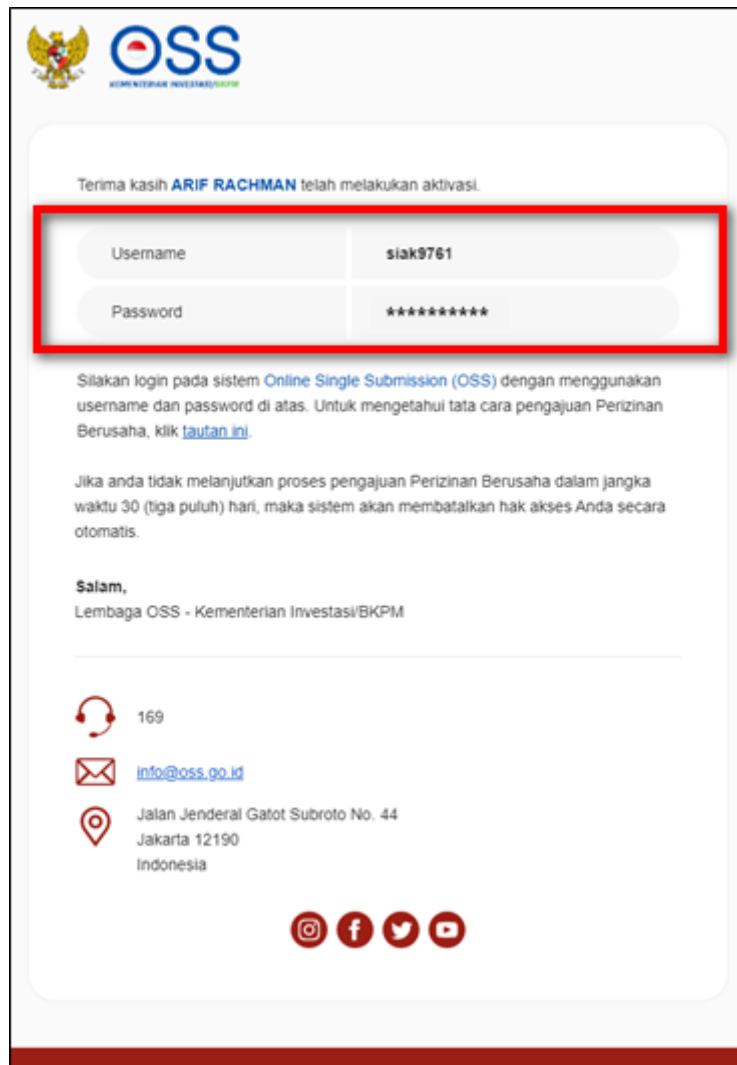 OSS
KEMENTERIAN INVESTASI/BKPM
Terima kasih ARIF RACHMAN telah melakukan aktivasi.
Username siak9761
Password **********
Silakan login pada sistem Online Single Submission (OSS) dengan menggunakan
username dan password di atas. Untuk mengetahui tata cara pengajuan Perizinan
Berusaha, klik tautan ini.
Jika anda tidak melanjutkan proses pengajuan Perizinan Berusaha dalam jangka
waktu 30 (tiga puluh) hari, maka sistem akan membatalkan hak akses Anda secara
otomatis.
Salam,
Lembaga OSS - Kementerian Investasi/BKPM
169
info@oss.go.id
Jalan Jenderal Gatot Subroto No. 44
Jakarta 12190
Indonesia